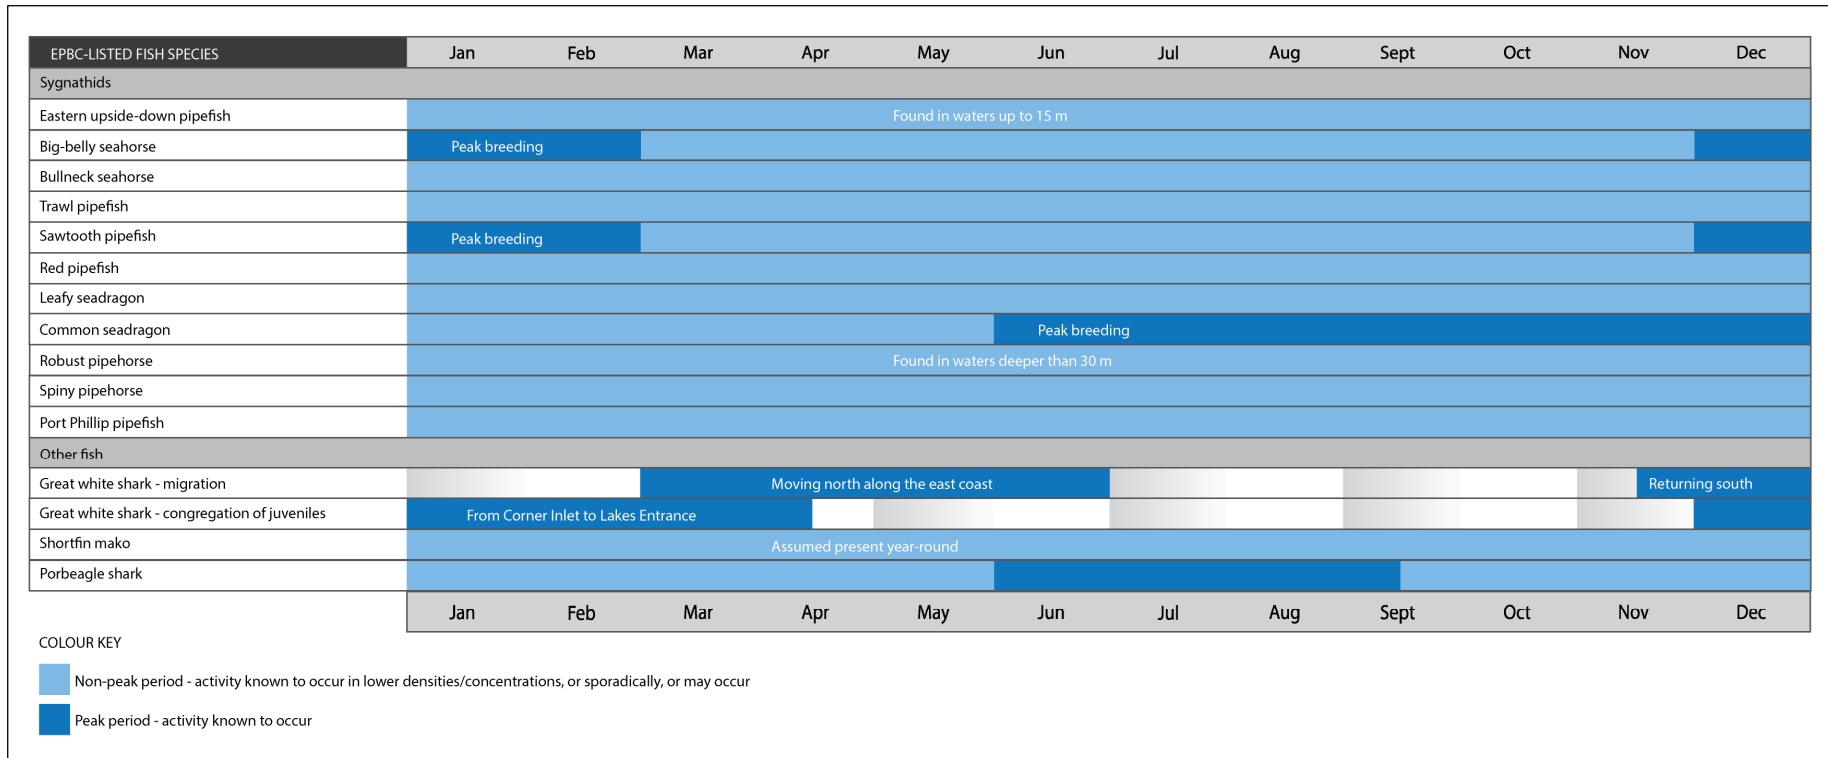 EPBC-LISTED FISH SPECIES Jan Feb Mar Apr May Jun Jul Aug Sept Oct Nov Dec
Sygnathids
Eastern upside-down pipefish Found in waters up to 15 m
Big-belly seahorse Peak breeding
Bullneck seahorse
Trawl pipefish
Sawtooth pipefish Peak breeding
Red pipefish
Leafy seadragon
Common seadragon Peak breeding
Robust pipehorse Found in waters deeper than 30 m
Spiny pipehorse
Port Phillip pipefish
Other fish
Great white shark - migration Moving north along the east coast Returning south
Great white shark - congregation of juveniles From Corner Inlet to Lakes Entrance
Shortfin mako Assumed present year-round
Porbeagle shark
Jan Feb Mar Apr May Jun Jul Aug Sept Oct Nov Dec
COLOUR KEY
Non-peak period - activity known to occur in lower densities/concentrations, or sporadically, or may occur
Peak period - activity known to occur